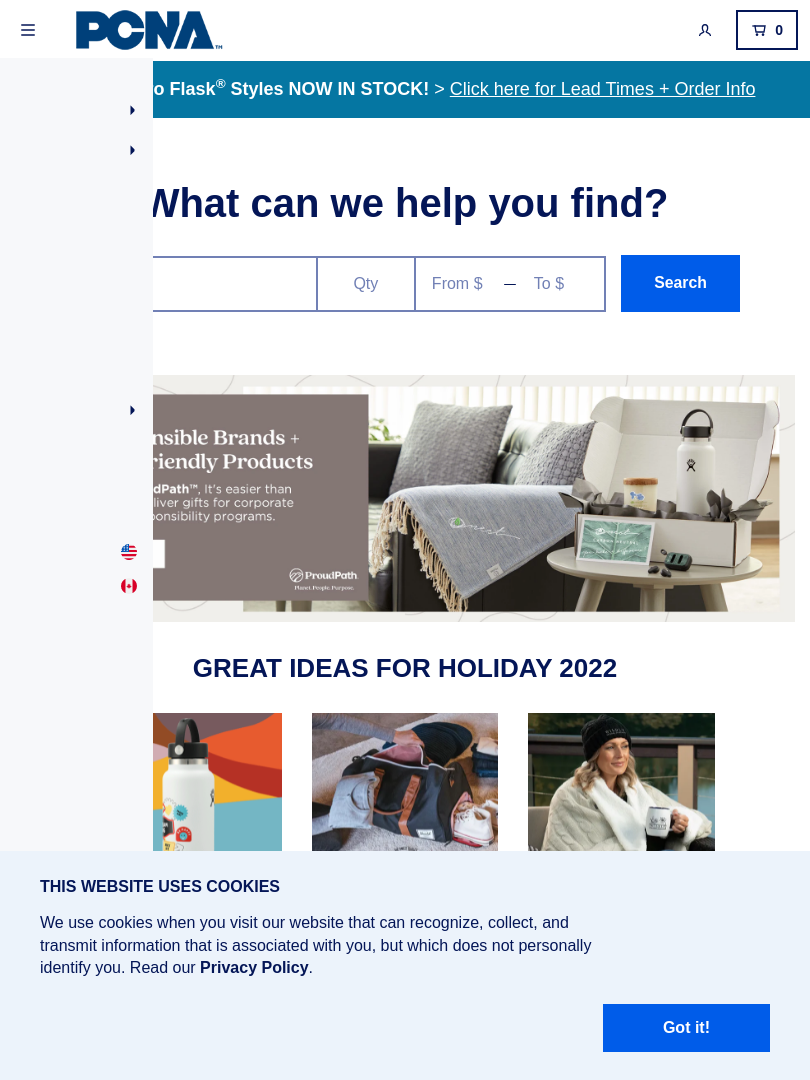 PCNA™
0
o Flask® Styles NOW IN STOCK! > Click here for Lead Times + Order Info
What can we help you find?
Qty
From $ — To $
Search
nsible Brands +
riendly Products
dPath™, It's easier than
liver gifts for corporate
onsibility programs.
ProudPath™
Planet. People. Purpose.
GREAT IDEAS FOR HOLIDAY 2022
THIS WEBSITE USES COOKIES
We use cookies when you visit our website that can recognize, collect, and
transmit information that is associated with you, but which does not personally
identify you. Read our Privacy Policy.
Got it!